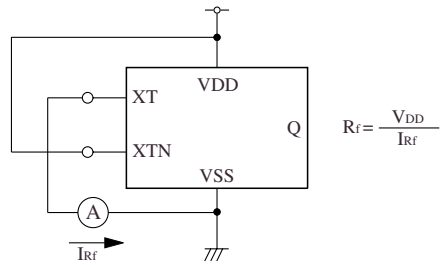 VDD
XT
Q
XTN
VSS
A
IRf
Rf = VDD / IRf